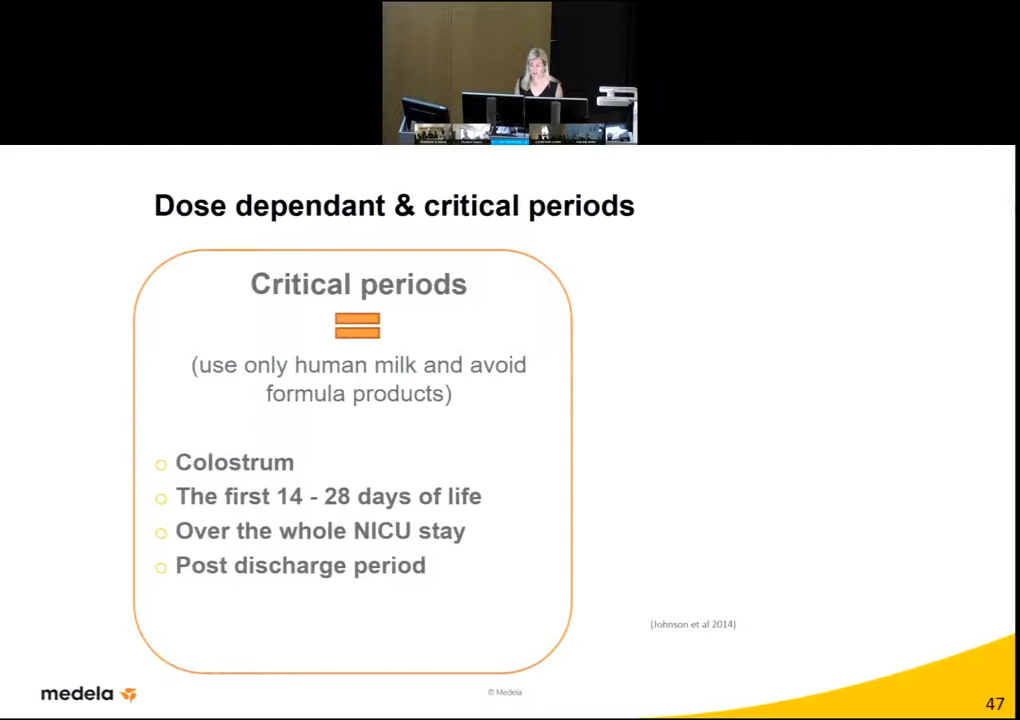 Dose dependant & critical periods
Critical periods
(use only human milk and avoid
formula products)
Colostrum
The first 14 - 28 days of life
Over the whole NICU stay
Post discharge period
(Johnson et al 2014)
medela
© Medela
47